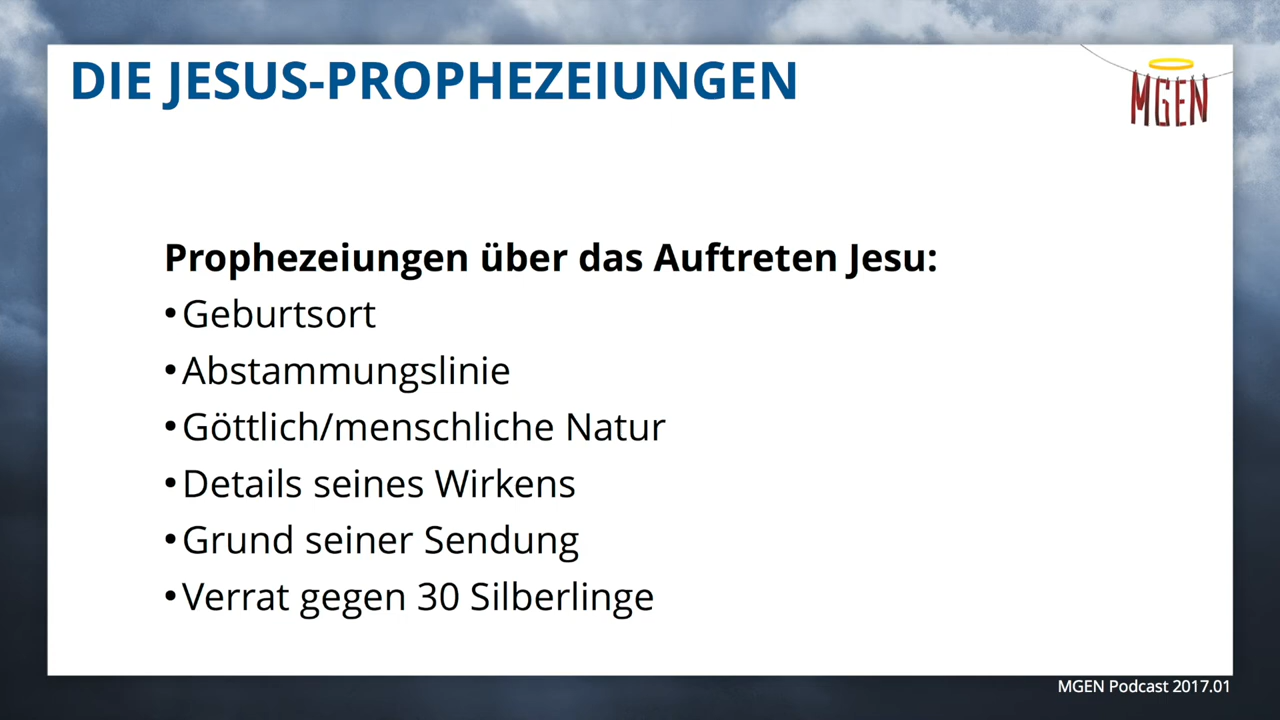 DIE JESUS-PROPHEZEIUNGEN
MGEN
Prophezeiungen über das Auftreten Jesu:
•Geburtsort
•Abstammungslinie
•Göttlich/menschliche Natur
•Details seines Wirkens
•Grund seiner Sendung
•Verrat gegen 30 Silberlinge
MGEN Podcast 2017.01